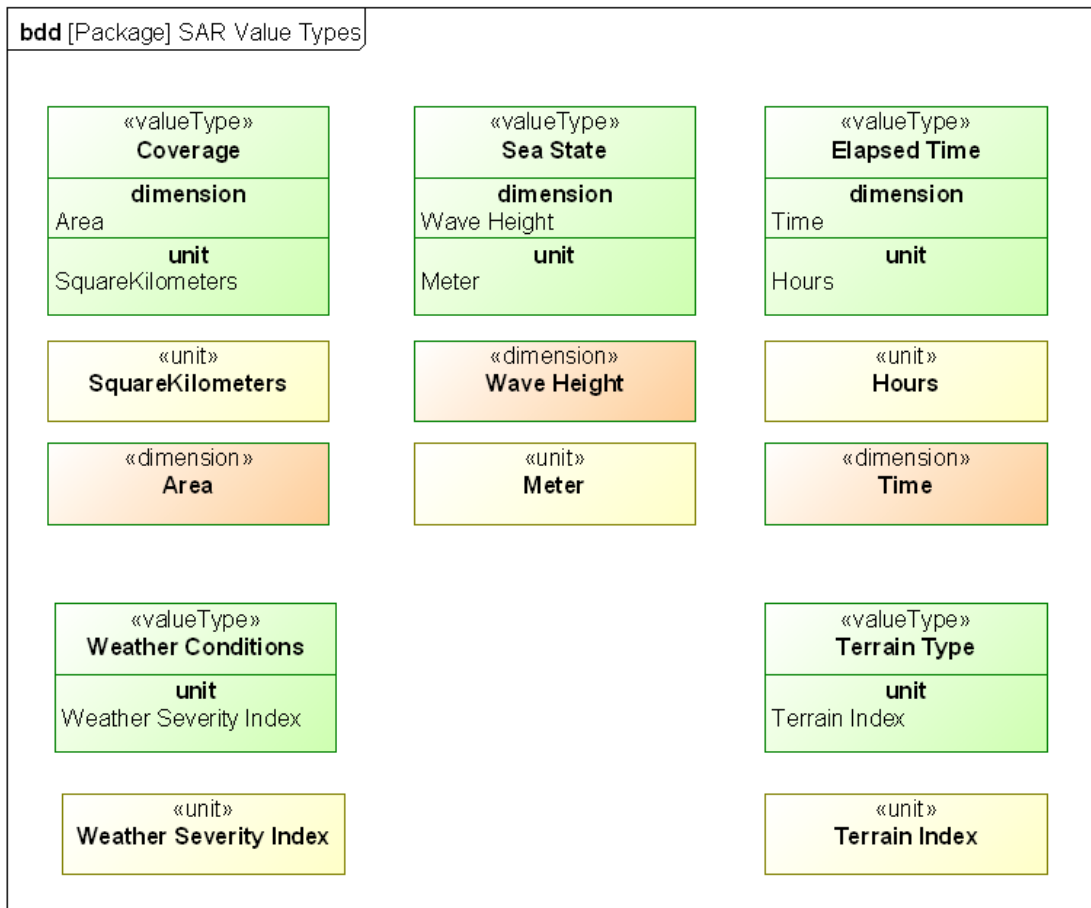 bdd [Package] SAR Value Types
«valueType»
Coverage
dimension
Area
unit
SquareKilometers
«valueType»
Sea State
dimension
Wave Height
unit
Meter
«valueType»
Elapsed Time
dimension
Time
unit
Hours
«unit»
SquareKilometers
«dimension»
Wave Height
«unit»
Hours
«dimension»
Area
«unit»
Meter
«dimension»
Time
«valueType»
Weather Conditions
unit
Weather Severity Index
«valueType»
Terrain Type
unit
Terrain Index
«unit»
Weather Severity Index
«unit»
Terrain Index